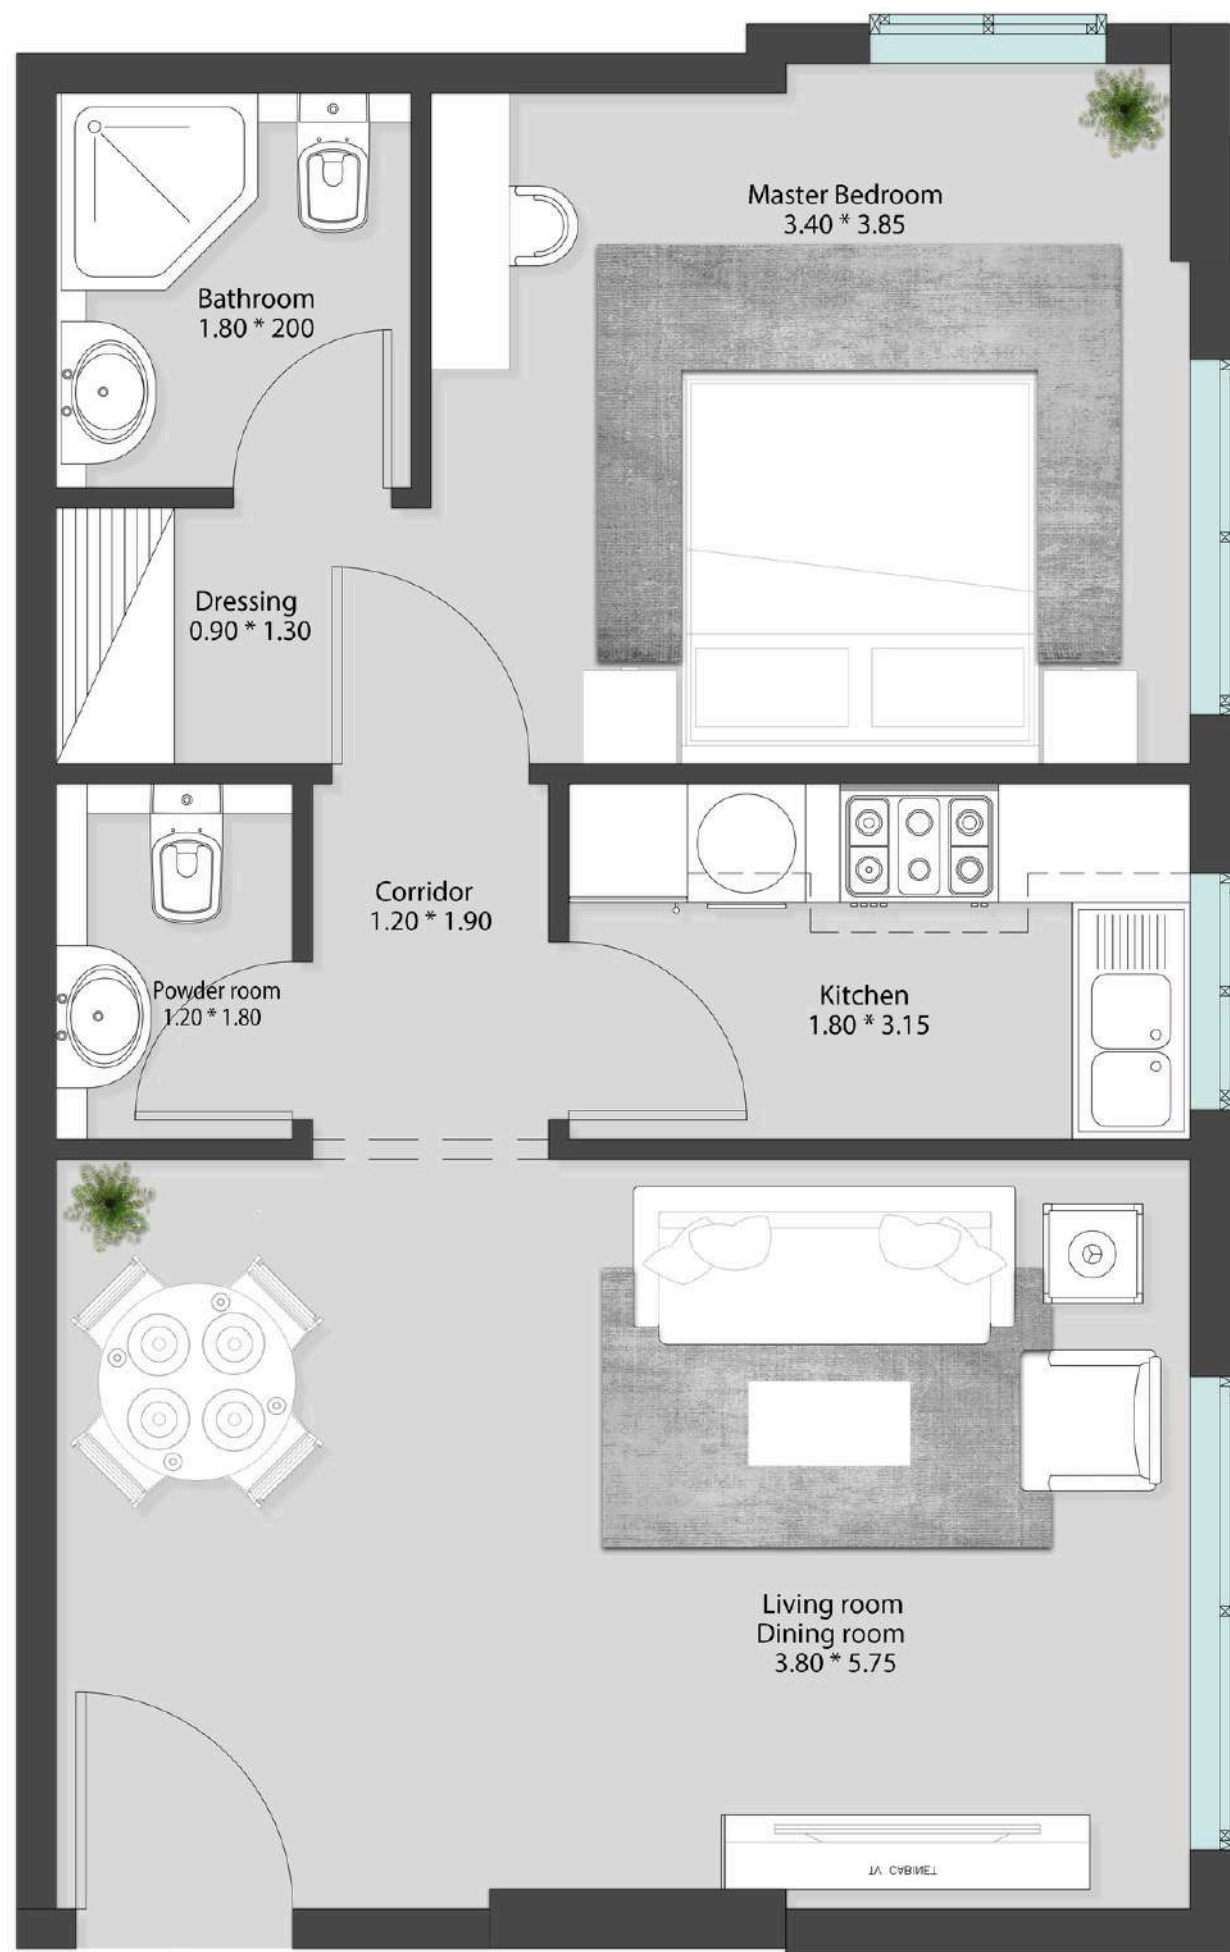 Master Bedroom
3.40 * 3.85
Bathroom
1.80 * 200
Dressing
0.90 * 1.30
Corridor
1.20 * 1.90
Powder room
1.20 * 1.80
Kitchen
1.80 * 3.15
Living room
Dining room
3.80 * 5.75
TV CABINET